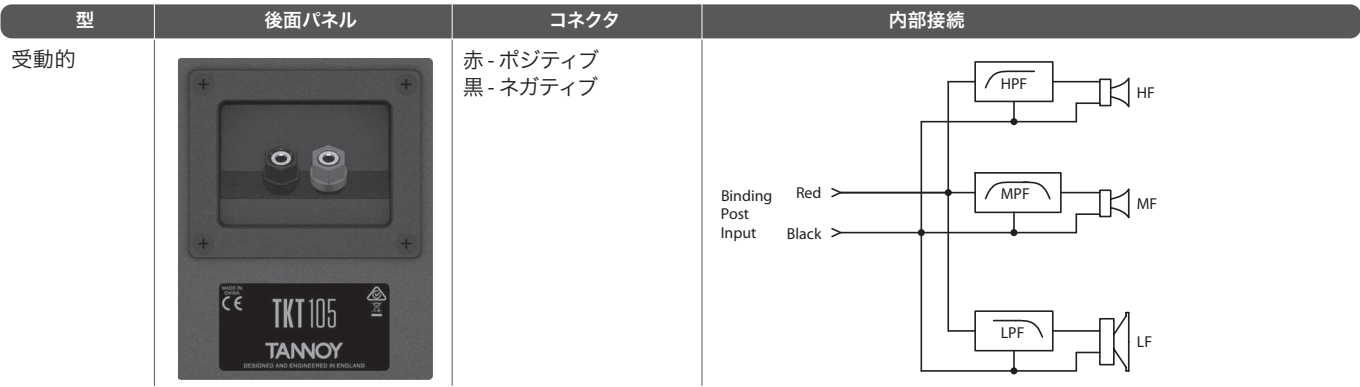 型
後面パネル
コネクタ
内部接続
受動的
MADE IN
CHINA
CE
TKT105
TANNOY
DESIGNED AND ENGINEERED IN ENGLAND
赤 - ポジティブ
黒 - ネガティブ
Binding
Post
Input
Red
Black
HPF
HF
MPF
MF
LPF
LF